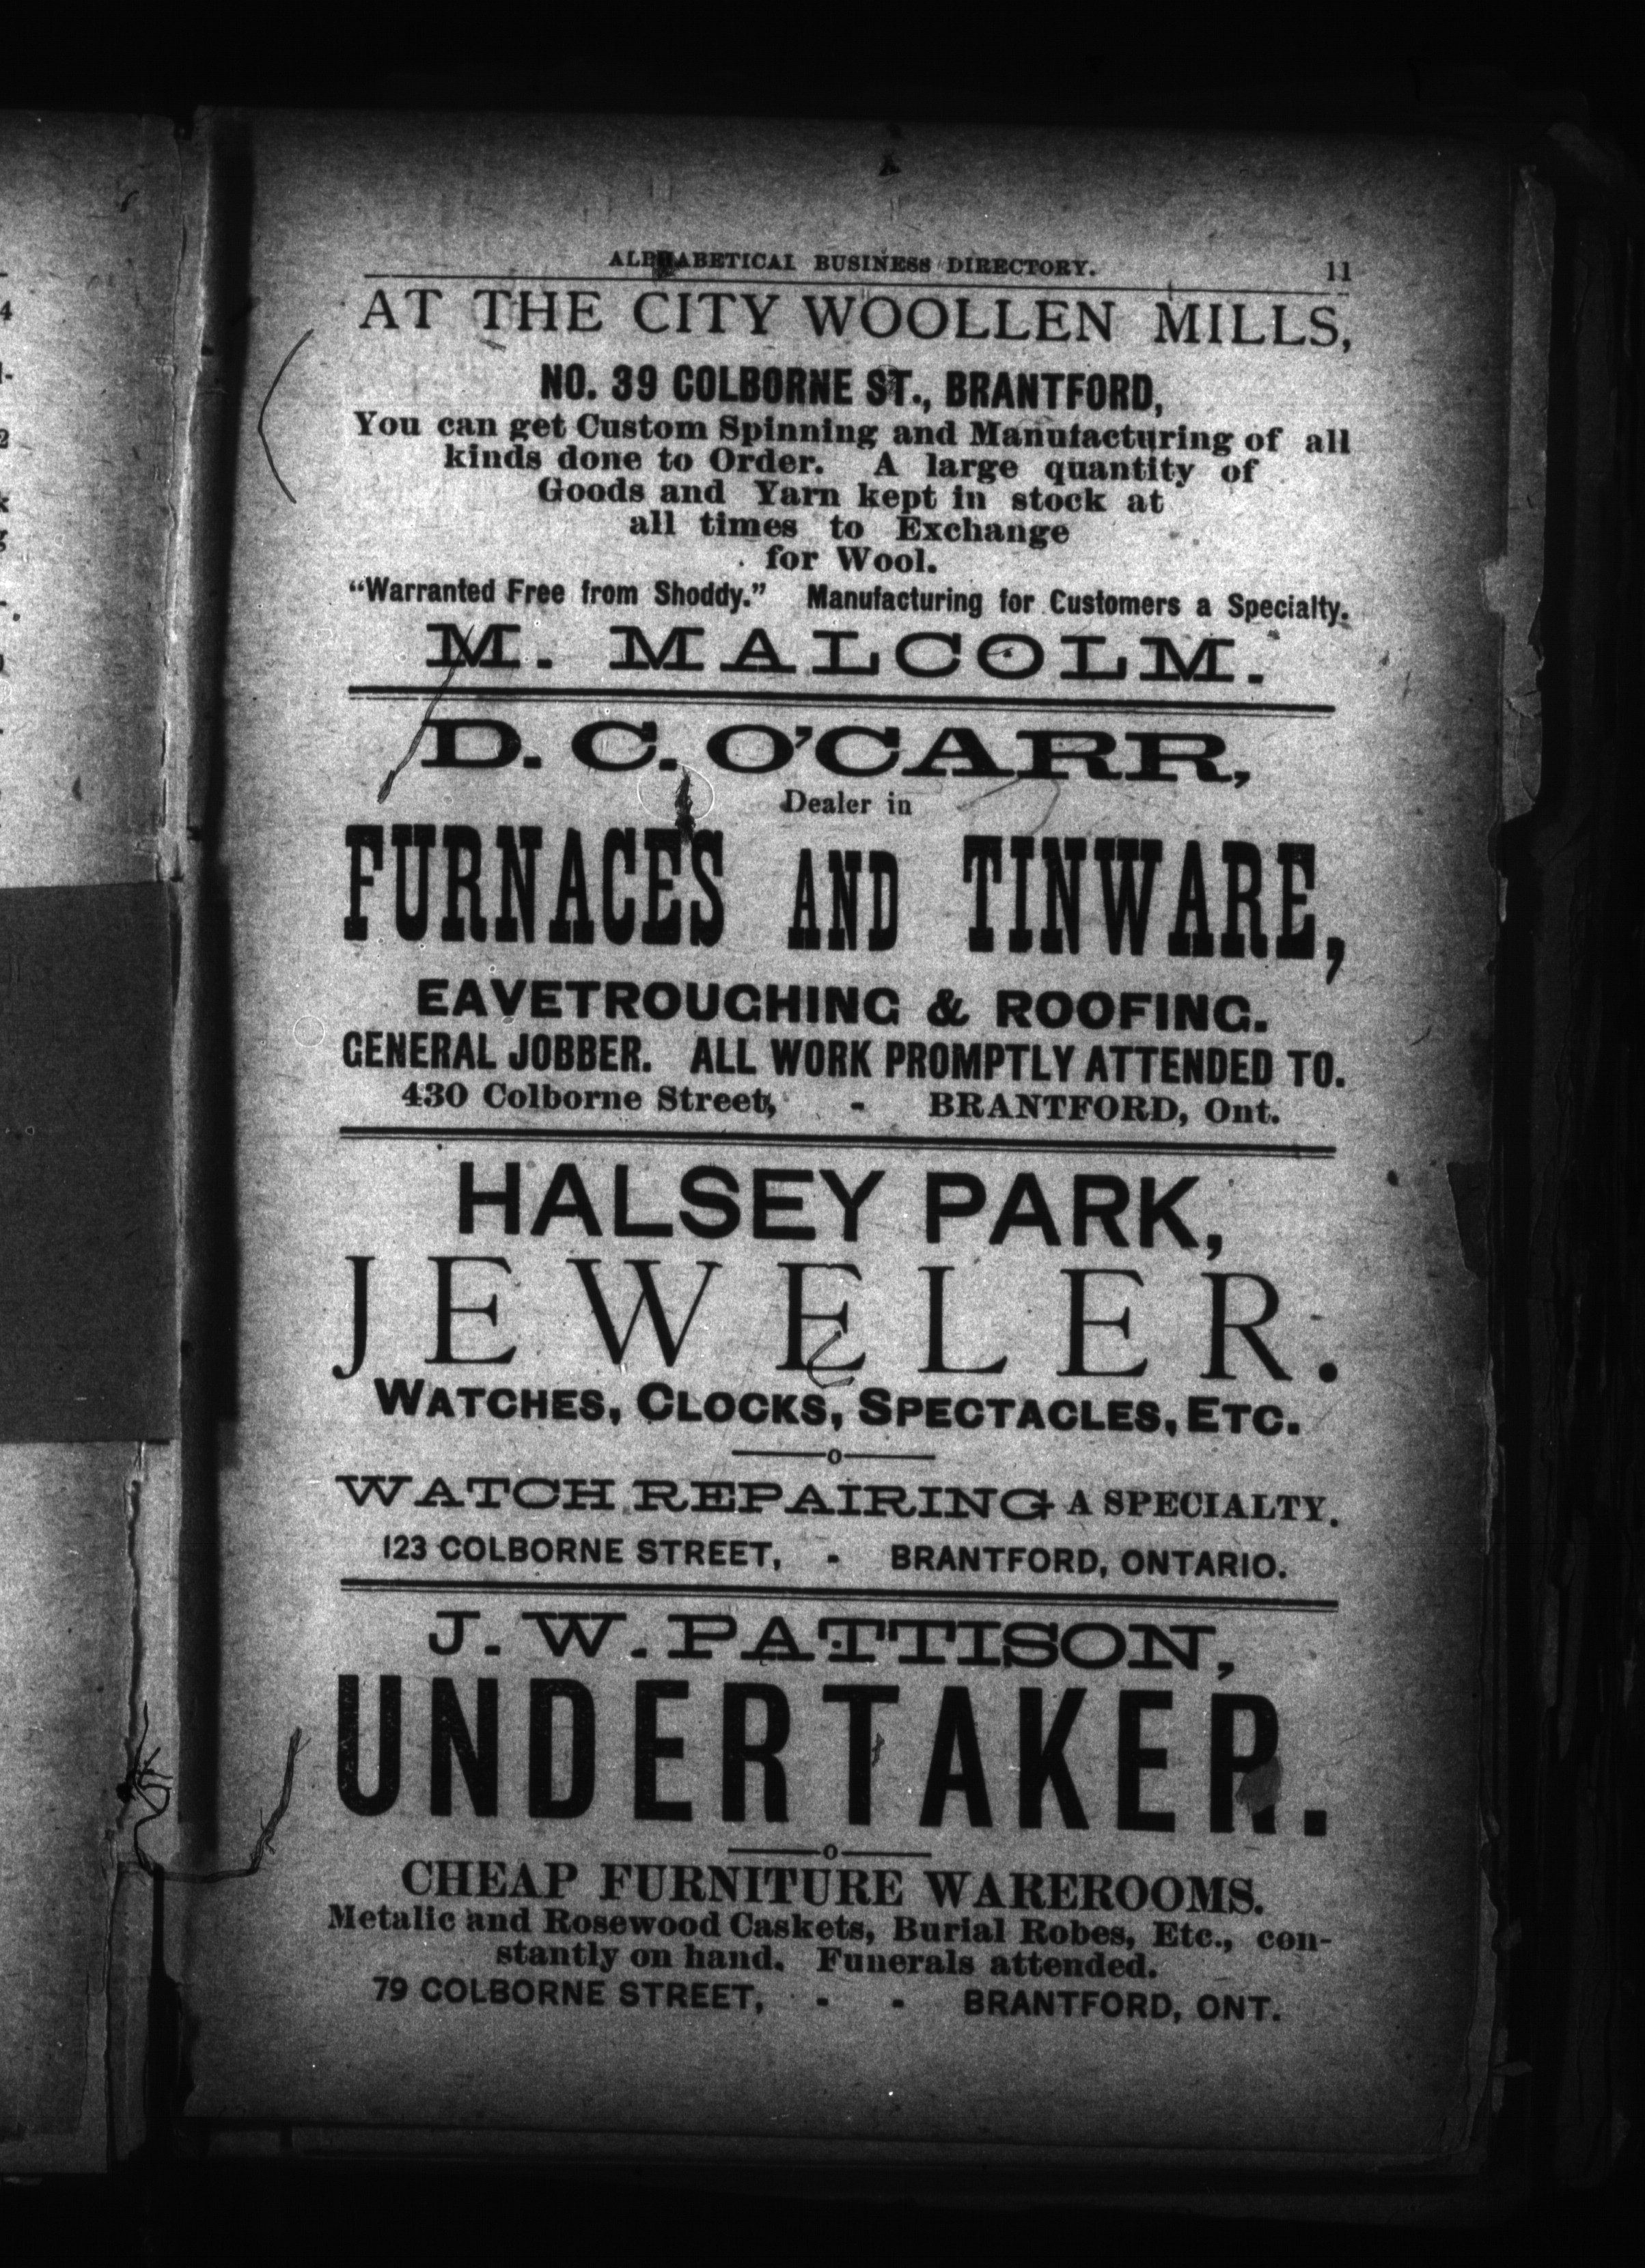 ALPHABETICAL BUSINESS DIRECTORY. 11
AT THE CITY WOOLLEN MILLS,
NO. 39 COLBORNE ST., BRANTFORD,
You can get Custom Spinning and Manufacturing of all
kinds done to Order. A large quantity of
Goods and Yarn kept in stock at
all times to Exchange
for Wool.
"Warranted Free from Shoddy." Manufacturing for Customers a Specialty.
M. MALCOLM.
D. C. O'CARR,
Dealer in
FURNACES AND TINWARE,
EAVETROUGHING & ROOFING.
GENERAL JOBBER. ALL WORK PROMPTLY ATTENDED TO.
430 Colborne Street, - BRANTFORD, Ont.
HALSEY PARK,
JEWELER.
WATCHES, CLOCKS, SPECTACLES, ETC.
WATCH REPAIRING A SPECIALTY.
123 COLBORNE STREET, - BRANTFORD, ONTARIO.
J. W. PATTISON,
UNDERTAKER.
CHEAP FURNITURE WAREROOMS.
Metalic and Rosewood Caskets, Burial Robes, Etc., con-
stantly on hand. Funerals attended.
79 COLBORNE STREET, - - BRANTFORD, ONT.